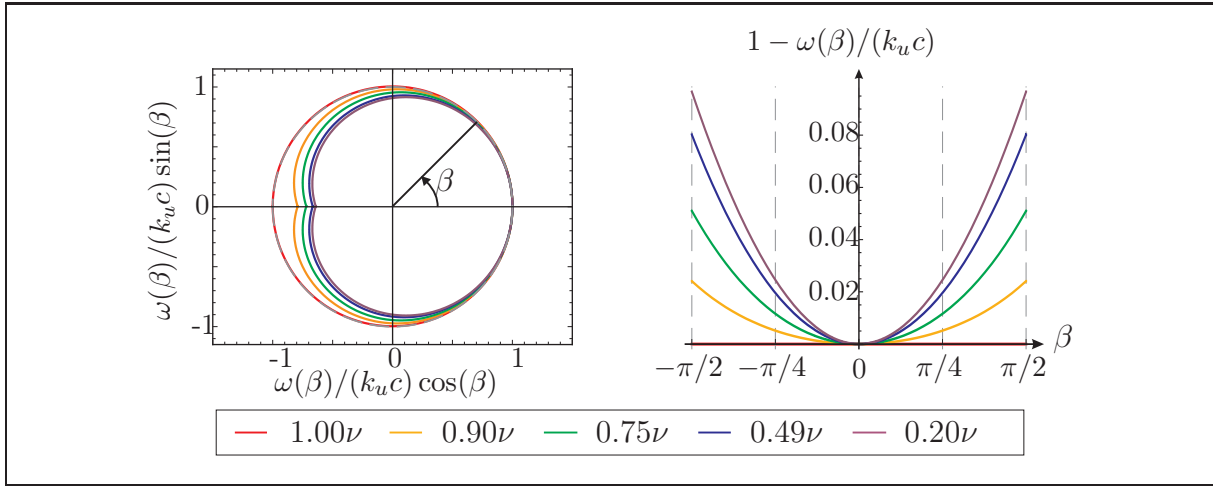 1 − ω(β)/(k_u c)
ω(β)/(k_u c) sin(β)
1
0
-1
β
-1
0
1
ω(β)/(k_u c) cos(β)
0.08
0.06
0.04
0.02
β
−π/2
−π/4
0
π/4
π/2
1.00ν 0.90ν 0.75ν 0.49ν 0.20ν